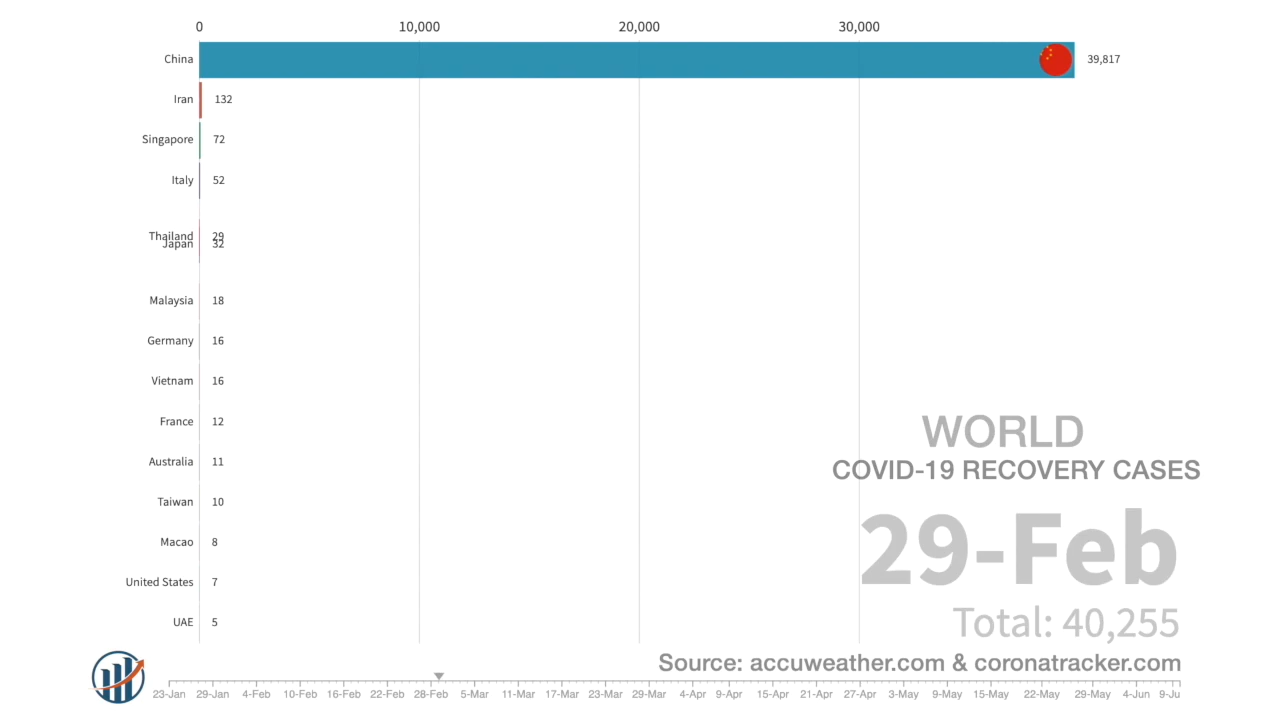 0 10,000 20,000 30,000
China 39,817
Iran 132
Singapore 72
Italy 52
Thailand 29
Japan 32
Malaysia 18
Germany 16
Vietnam 16
France 12
Australia 11
Taiwan 10
Macao 8
United States 7
UAE 5
WORLD
COVID-19 RECOVERY CASES
29-Feb
Total: 40,255
Source: accuweather.com & coronatracker.com
23-Jan 29-Jan 4-Feb 10-Feb 16-Feb 22-Feb 28-Feb 5-Mar 11-Mar 17-Mar 23-Mar 29-Mar 4-Apr 9-Apr 15-Apr 21-Apr 27-Apr 3-May 9-May 15-May 22-May 29-May 4-Jun 9-Ju